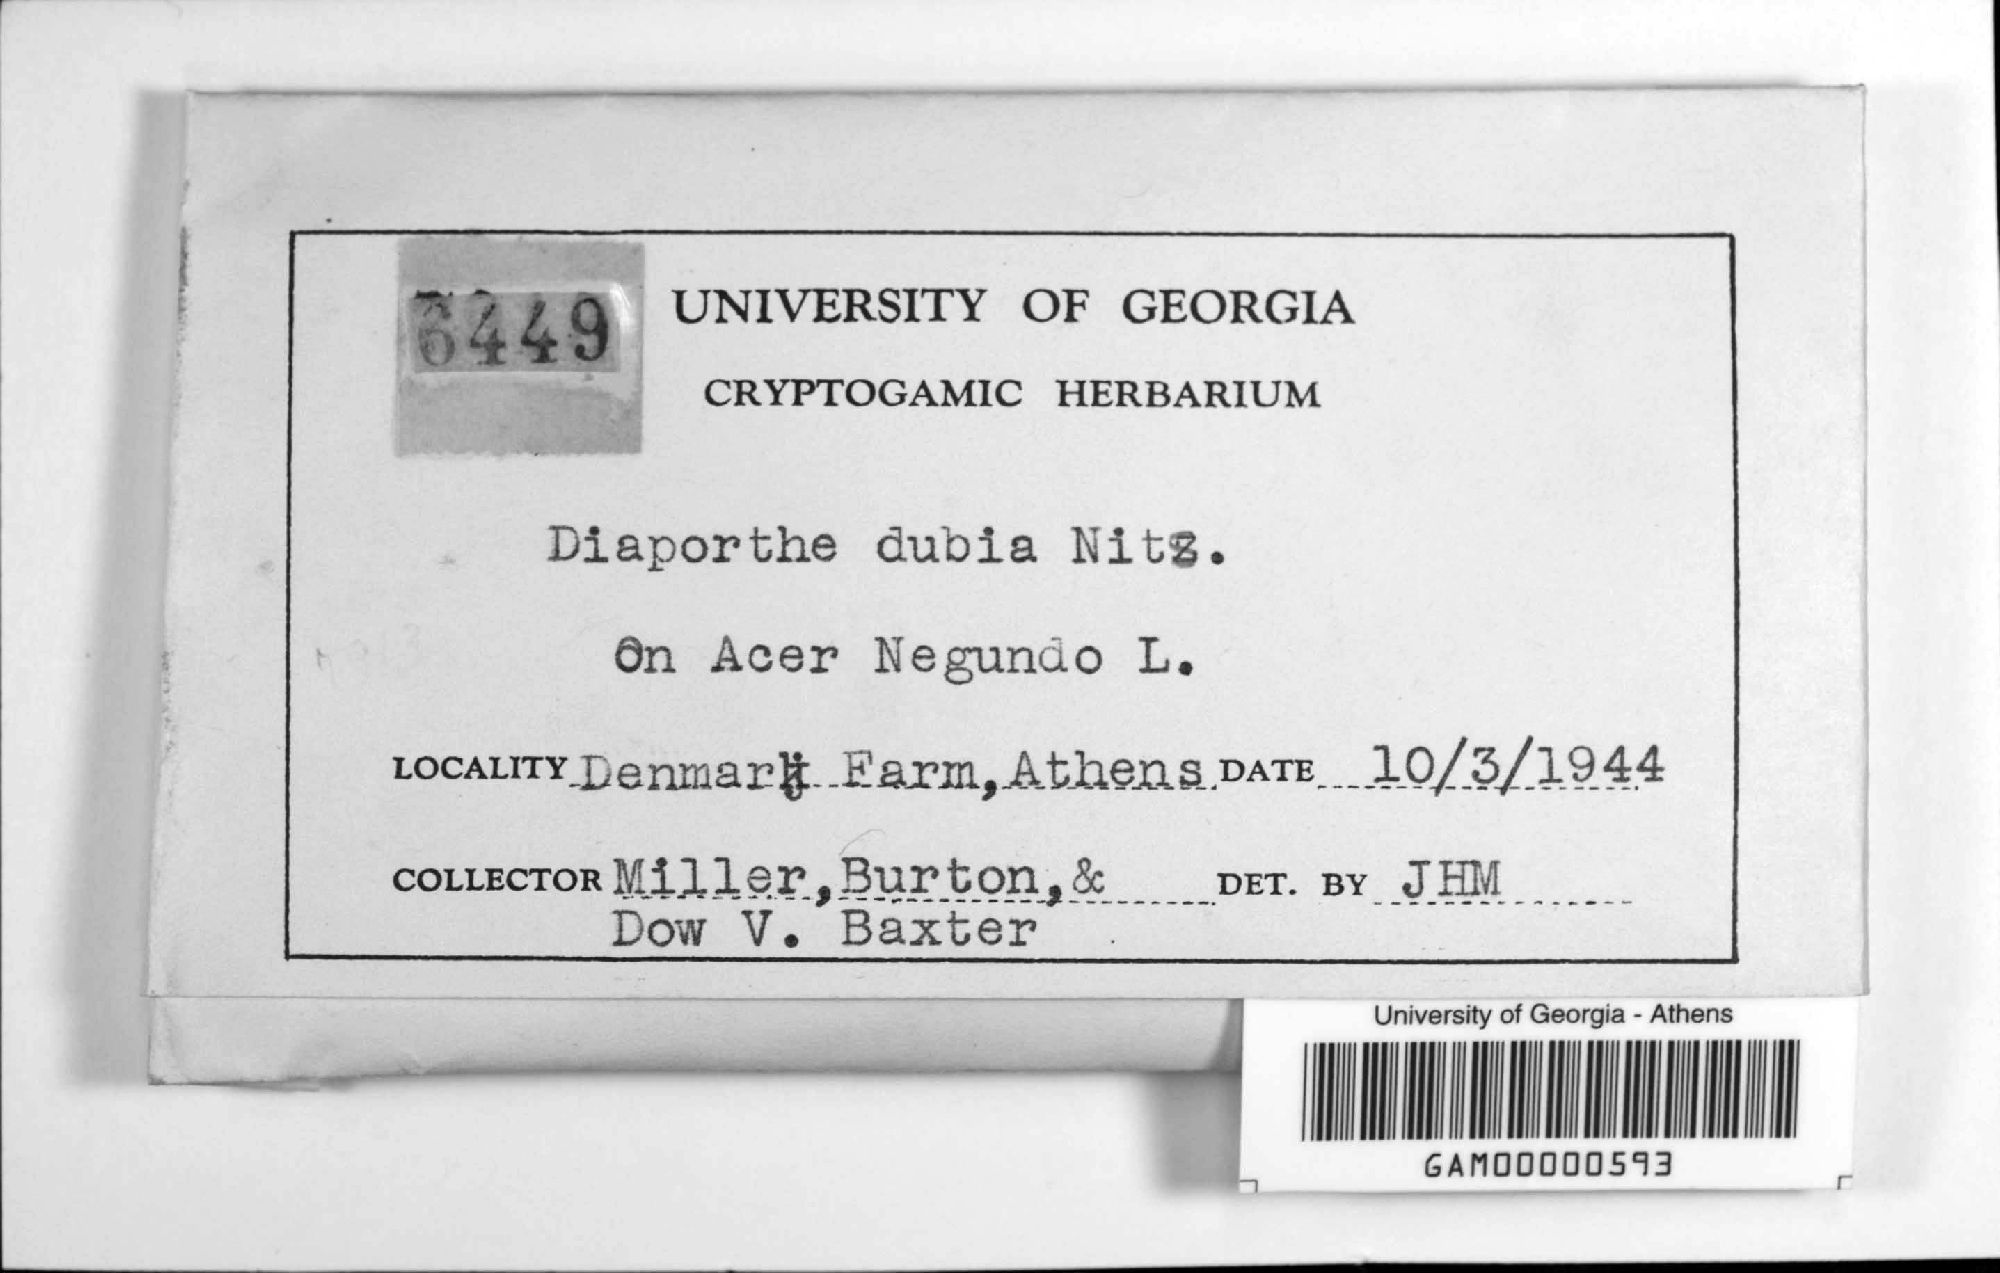 6449
UNIVERSITY OF GEORGIA
CRYPTOGAMIC HERBARIUM
Diaporthe dubia Nits.
On Acer Negundo L.
LOCALITY Denmark Farm, Athens DATE 10/3/1944
COLLECTOR Miller, Burton, & DET. BY JHM
Dow V. Baxter
University of Georgia - Athens
GAM00000593